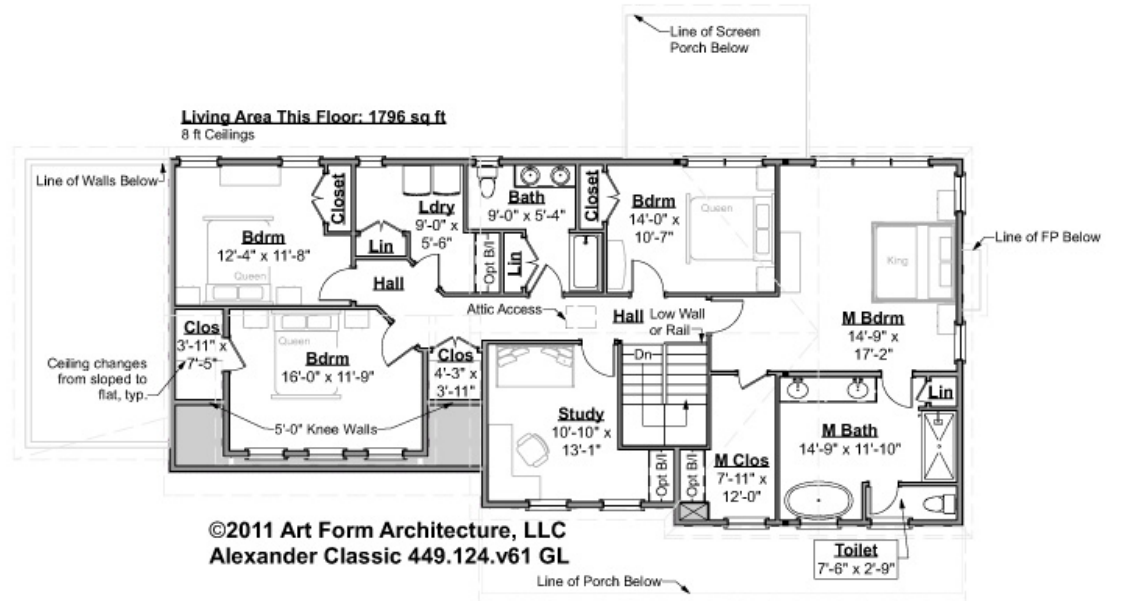 Line of Screen
Porch Below
Living Area This Floor: 1796 sq ft
8 ft Ceilings
Line of Walls Below
Closet
Ldry
9'-0" x
5'-6"
Bath
9'-0" x 5'-4"
Closet
Bdrm
14'-0" x
10'-7"
Queen
Bdrm
12'-4" x 11'-8"
Queen
Lin
Opt B/I
Lin
King
Line of FP Below
Hall
Attic Access
Hall
Low Wall
or Rail
M Bdrm
14'-9" x
17'-2"
Clos
3'-11" x
7'-5"
Queen
Bdrm
16'-0" x 11'-9"
Clos
4'-3" x
3'-11"
Dn
Ceiling changes
from sloped to
flat, typ.
5'-0" Knee Walls
Study
10'-10" x
13'-1"
Opt B/I
Opt B/I
M Clos
7'-11" x
12'-0"
M Bath
14'-9" x 11'-10"
Lin
©2011 Art Form Architecture, LLC
Alexander Classic 449.124.v61 GL
Toilet
7'-6" x 2'-9"
Line of Porch Below